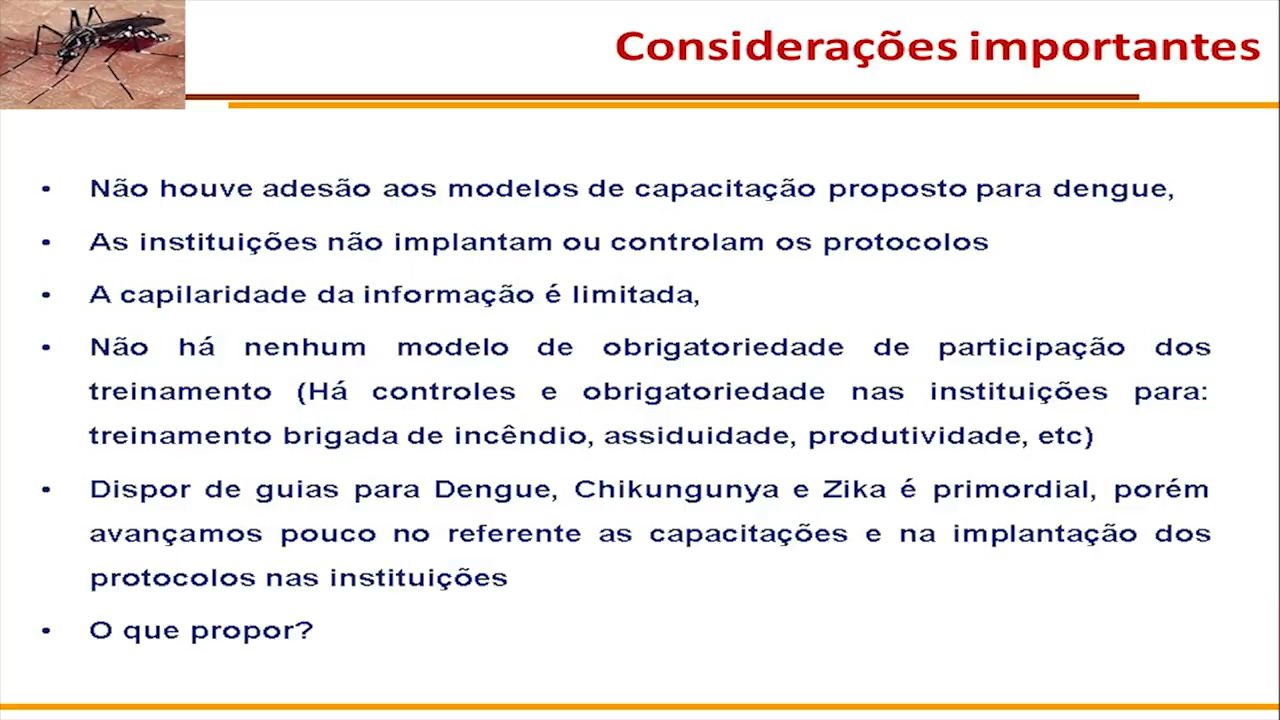 Considerações importantes
• Não houve adesão aos modelos de capacitação proposto para dengue,
• As instituições não implantam ou controlam os protocolos
• A capilaridade da informação é limitada,
• Não há nenhum modelo de obrigatoriedade de participação dos
treinamento (Há controles e obrigatoriedade nas instituições para:
treinamento brigada de incêndio, assiduidade, produtividade, etc)
• Dispor de guias para Dengue, Chikungunya e Zika é primordial, porém
avançamos pouco no referente as capacitações e na implantação dos
protocolos nas instituições
• O que propor?